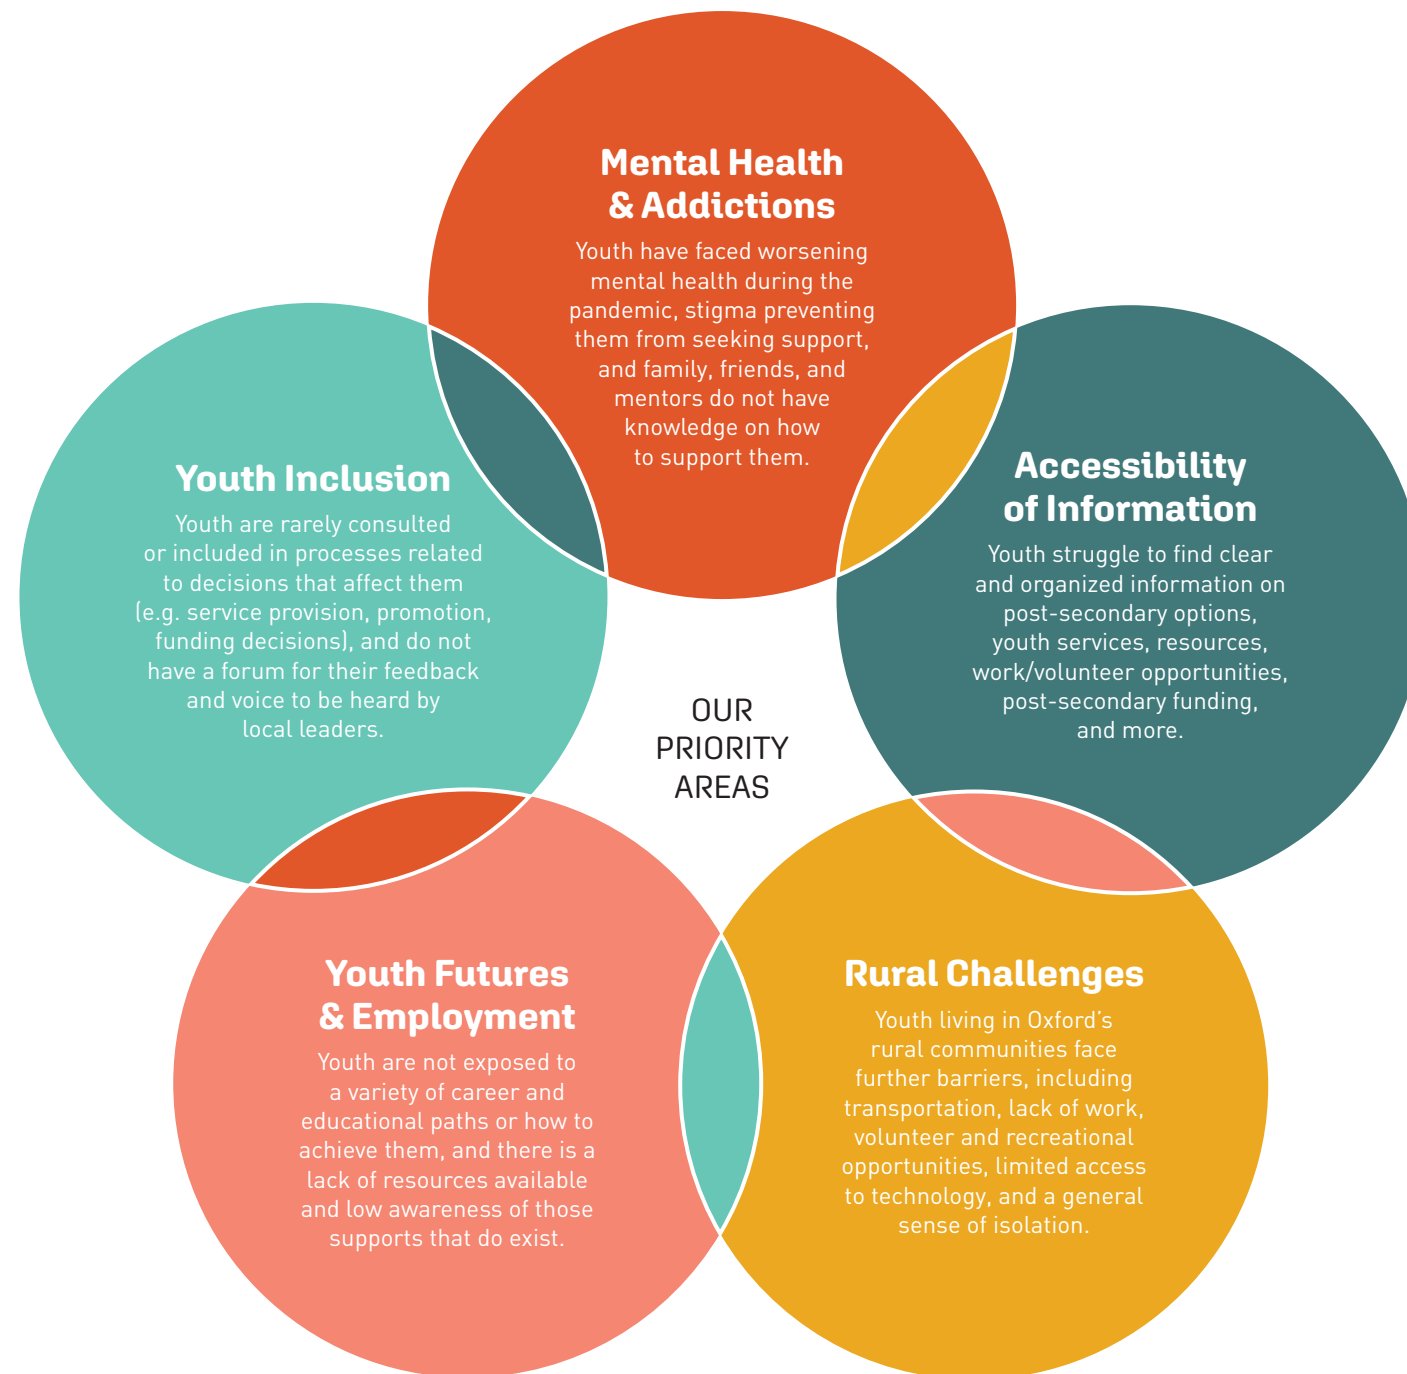 Mental Health
& Addictions
Youth have faced worsening
mental health during the
pandemic, stigma preventing
them from seeking support,
and family, friends, and
mentors do not have
knowledge on how
to support them.
Youth Inclusion
Youth are rarely consulted
or included in processes related
to decisions that affect them
(e.g. service provision, promotion,
funding decisions), and do not
have a forum for their feedback
and voice to be heard by
local leaders.
Accessibility
of Information
Youth struggle to find clear
and organized information on
post-secondary options,
youth services, resources,
work/volunteer opportunities,
post-secondary funding,
and more.
OUR
PRIORITY
AREAS
Youth Futures
& Employment
Youth are not exposed to
a variety of career and
educational paths or how to
achieve them, and there is a
lack of resources available
and low awareness of those
supports that do exist.
Rural Challenges
Youth living in Oxford's
rural communities face
further barriers, including
transportation, lack of work,
volunteer and recreational
opportunities, limited access
to technology, and a general
sense of isolation.